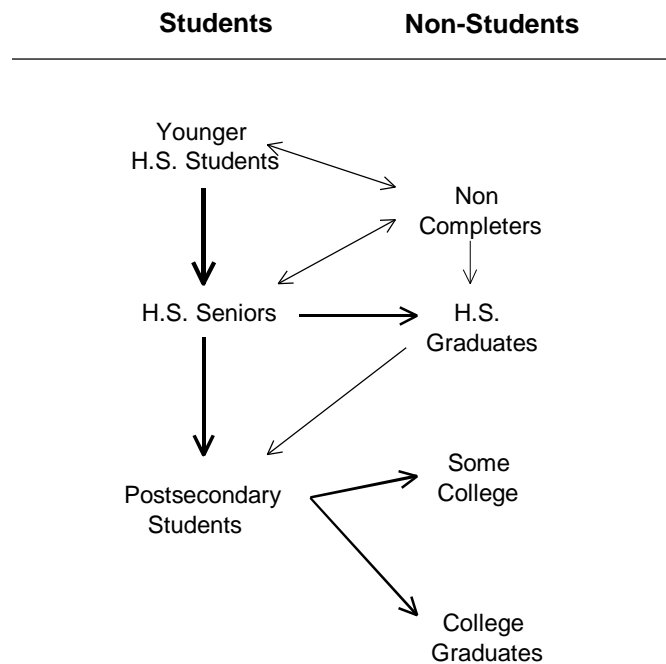 Students Non-Students
Younger
H.S. Students
Non
Completers
H.S. Seniors
H.S.
Graduates
Postsecondary
Students
Some
College
College
Graduates